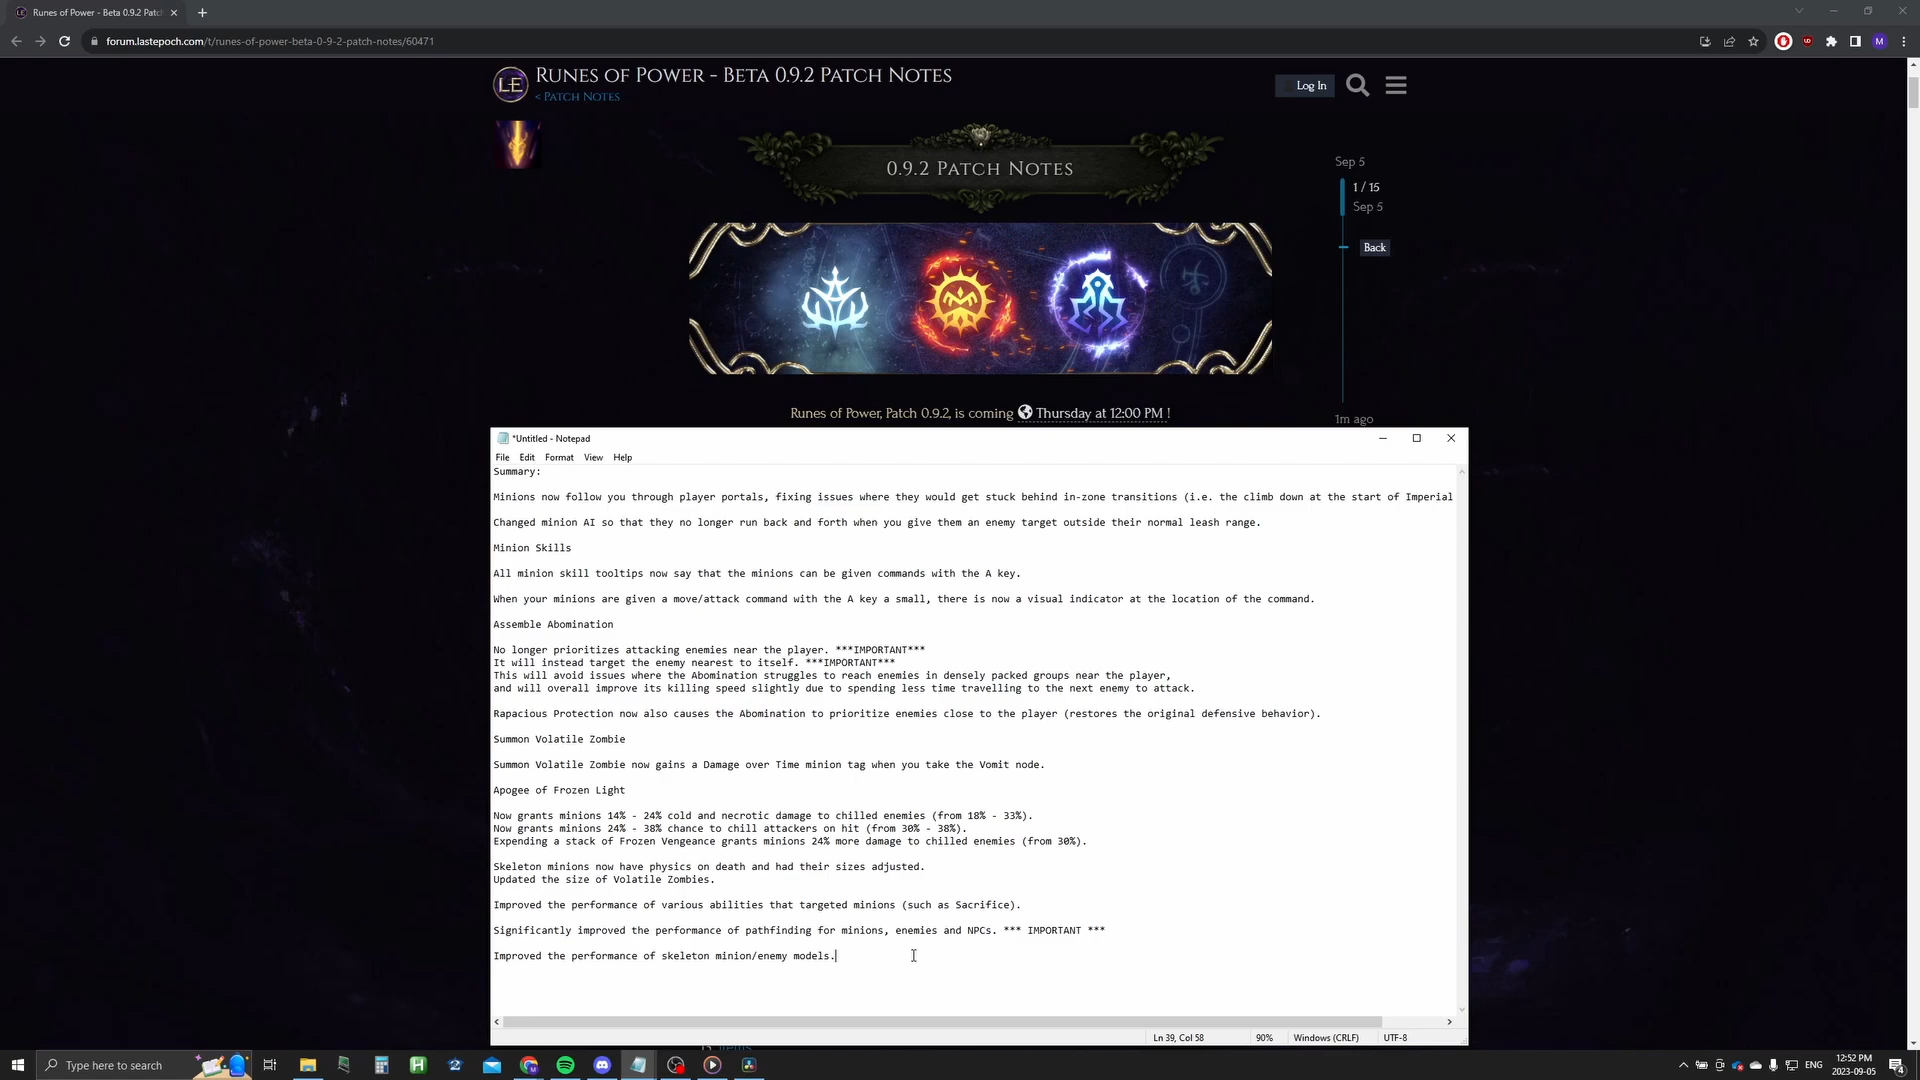 Runes of Power - Beta 0.9.2 Patc
forum.lastepoch.com/t/runes-of-power-beta-0-9-2-patch-notes/60471
M
LE
Runes of Power - Beta 0.9.2 Patch Notes
< Patch Notes
Log In
0.9.2 Patch Notes
Sep 5
1 / 15
Sep 5
Back
1m ago
Runes of Power, Patch 0.9.2, is coming Thursday at 12:00 PM !
*Untitled - Notepad
File Edit Format View Help
Summary:
Minions now follow you through player portals, fixing issues where they would get stuck behind in-zone transitions (i.e. the climb down at the start of Imperial
Changed minion AI so that they no longer run back and forth when you give them an enemy target outside their normal leash range.
Minion Skills
All minion skill tooltips now say that the minions can be given commands with the A key.
When your minions are given a move/attack command with the A key a small, there is now a visual indicator at the location of the command.
Assemble Abomination
No longer prioritizes attacking enemies near the player. ***IMPORTANT***
It will instead target the enemy nearest to itself. ***IMPORTANT***
This will avoid issues where the Abomination struggles to reach enemies in densely packed groups near the player,
and will overall improve its killing speed slightly due to spending less time travelling to the next enemy to attack.
Rapacious Protection now also causes the Abomination to prioritize enemies close to the player (restores the original defensive behavior).
Summon Volatile Zombie
Summon Volatile Zombie now gains a Damage over Time minion tag when you take the Vomit node.
Apogee of Frozen Light
Now grants minions 14% - 24% cold and necrotic damage to chilled enemies (from 18% - 33%).
Now grants minions 24% - 38% chance to chill attackers on hit (from 30% - 38%).
Expending a stack of Frozen Vengeance grants minions 24% more damage to chilled enemies (from 30%).
Skeleton minions now have physics on death and had their sizes adjusted.
Updated the size of Volatile Zombies.
Improved the performance of various abilities that targeted minions (such as Sacrifice).
Significantly improved the performance of pathfinding for minions, enemies and NPCs. *** IMPORTANT ***
Improved the performance of skeleton minion/enemy models.
Ln 39, Col 58 90% Windows (CRLF) UTF-8
Type here to search
ENG
12:52 PM
2023-09-05